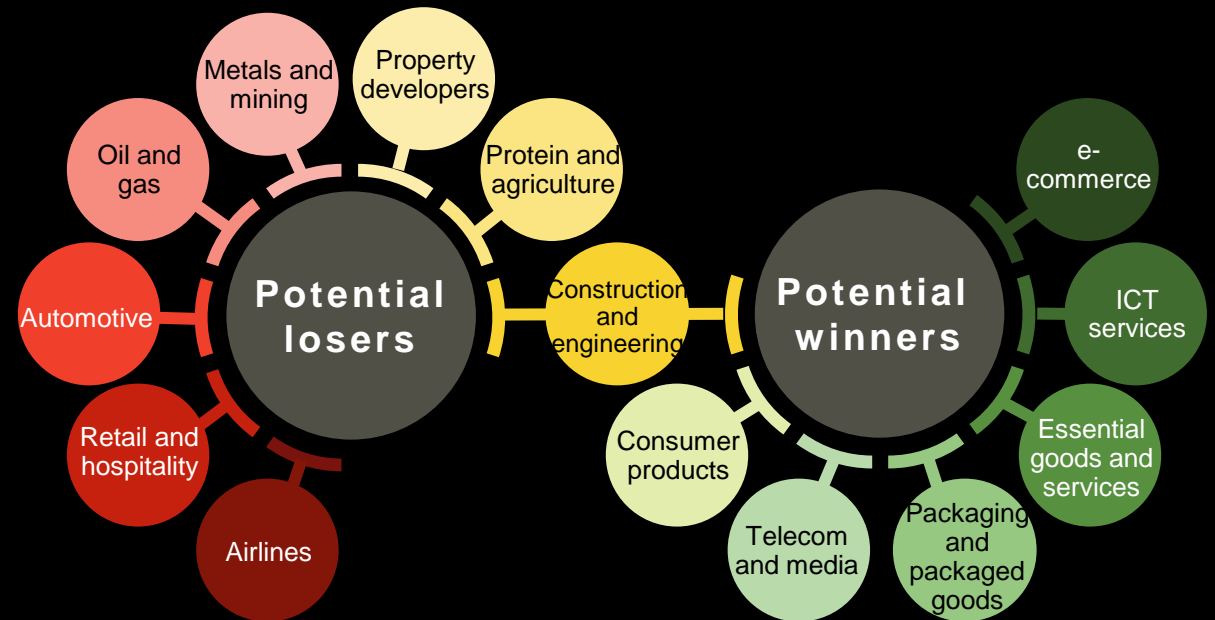 Metals and
mining
Property
developers
Oil and
gas
Protein and
agriculture
Automotive
Potential
losers
Construction
and
engineering
Retail and
hospitality
Airlines
Potential
winners
e-
commerce
ICT
services
Essential
goods and
services
Consumer
products
Telecom
and media
Packaging
and
packaged
goods